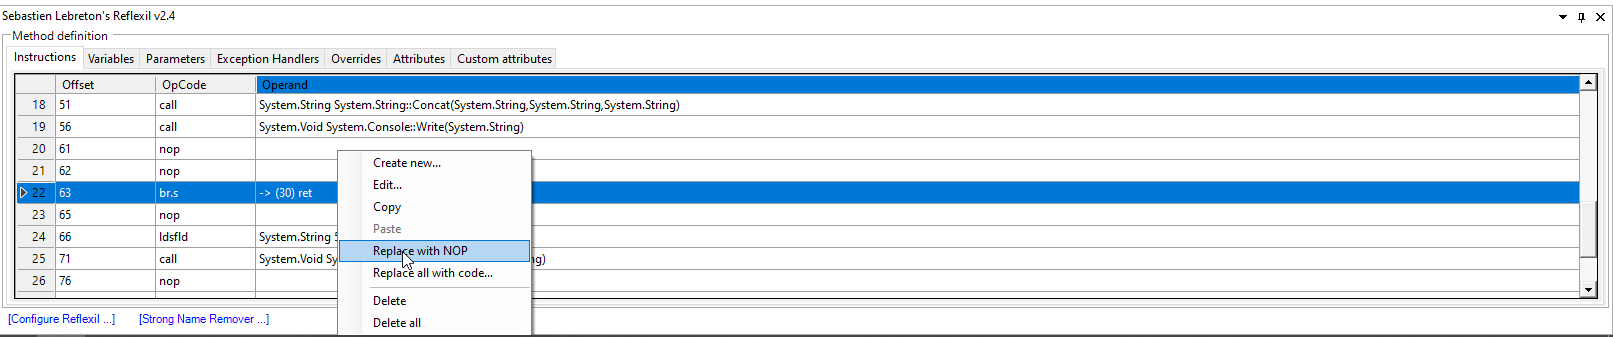 Sebastien Lebreton's Reflexil v2.4
Method definition
Instructions Variables Parameters Exception Handlers Overrides Attributes Custom attributes
Offset OpCode Operand
18 51 call System.String System.String::Concat(System.String,System.String,System.String)
19 56 call System.Void System.Console::Write(System.String)
20 61 nop
21 62 nop
22 63 br.s -> (30) ret
23 65 nop
24 66 ldsfld System.String
25 71 call System.Void Sy ng)
26 76 nop
Create new...
Edit...
Copy
Paste
Replace with NOP
Replace all with code...
Delete
Delete all
[Configure Reflexil ...] [Strong Name Remover ...]